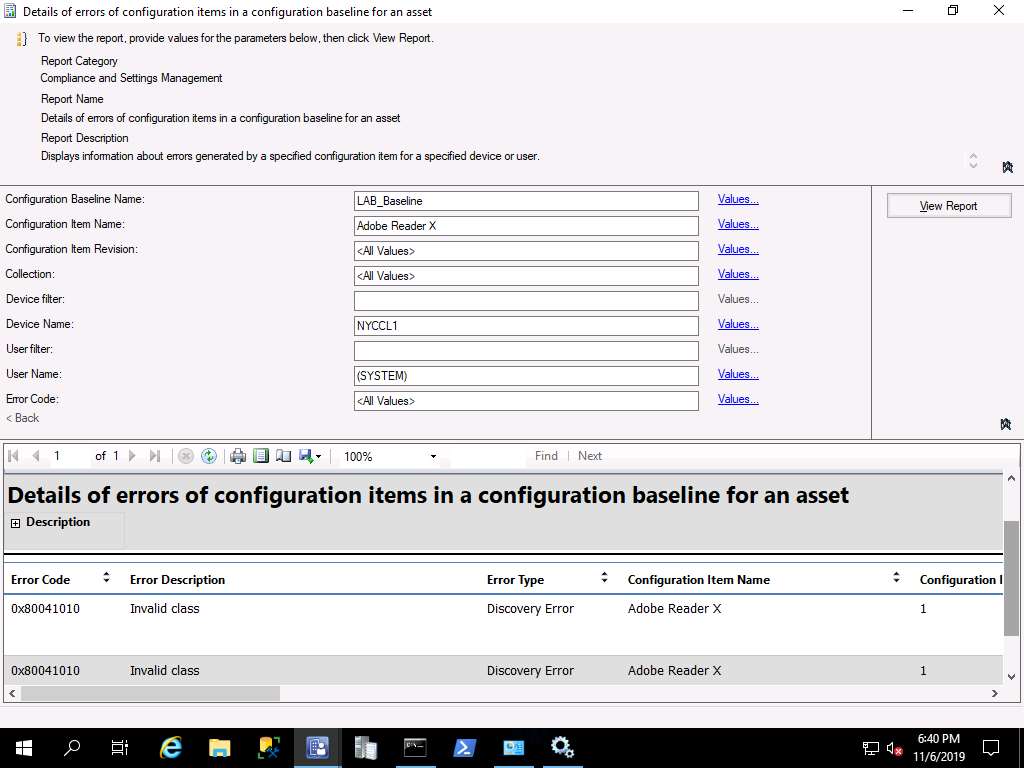 Details of errors of configuration items in a configuration baseline for an asset
To view the report, provide values for the parameters below, then click View Report.
Report Category
Compliance and Settings Management
Report Name
Details of errors of configuration items in a configuration baseline for an asset
Report Description
Displays information about errors generated by a specified configuration item for a specified device or user.
Configuration Baseline Name: LAB_Baseline Values... View Report
Configuration Item Name: Adobe Reader X Values...
Configuration Item Revision: <All Values> Values...
Collection: <All Values> Values...
Device filter: Values...
Device Name: NYCCL1 Values...
User filter: Values...
User Name: (SYSTEM) Values...
Error Code: <All Values> Values...
< Back
1 of 1 100% Find | Next
Details of errors of configuration items in a configuration baseline for an asset
Description
Error Code Error Description Error Type Configuration Item Name Configuration I
0x80041010 Invalid class Discovery Error Adobe Reader X 1
0x80041010 Invalid class Discovery Error Adobe Reader X 1
6:40 PM
11/6/2019